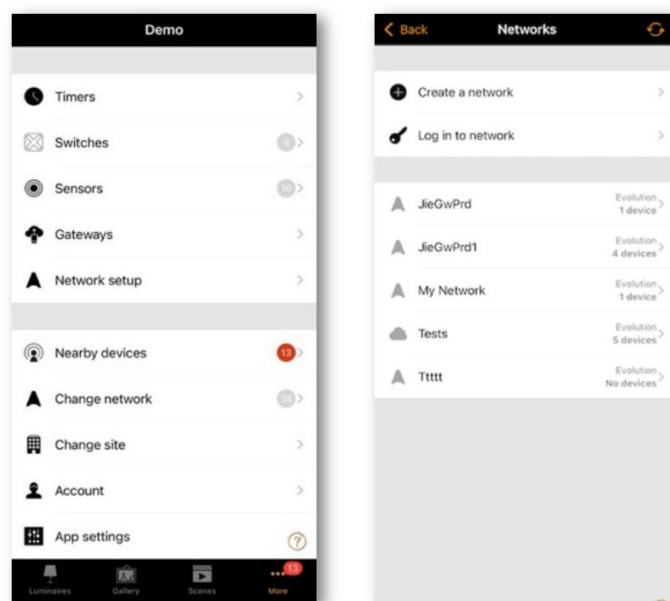 Demo
Timers
Switches
9
Sensors
10
Gateways
Network setup
Nearby devices
13
Change network
Change site
Account
App settings
?
Luminaires
Gallery
Scenes
13
More
Back
Networks
Create a network
Log in to network
JieGwPrd
Evolution
1 device
JieGwPrd1
Evolution
4 devices
My Network
Evolution
1 device
Tests
Evolution
5 devices
Ttttt
Evolution
No devices